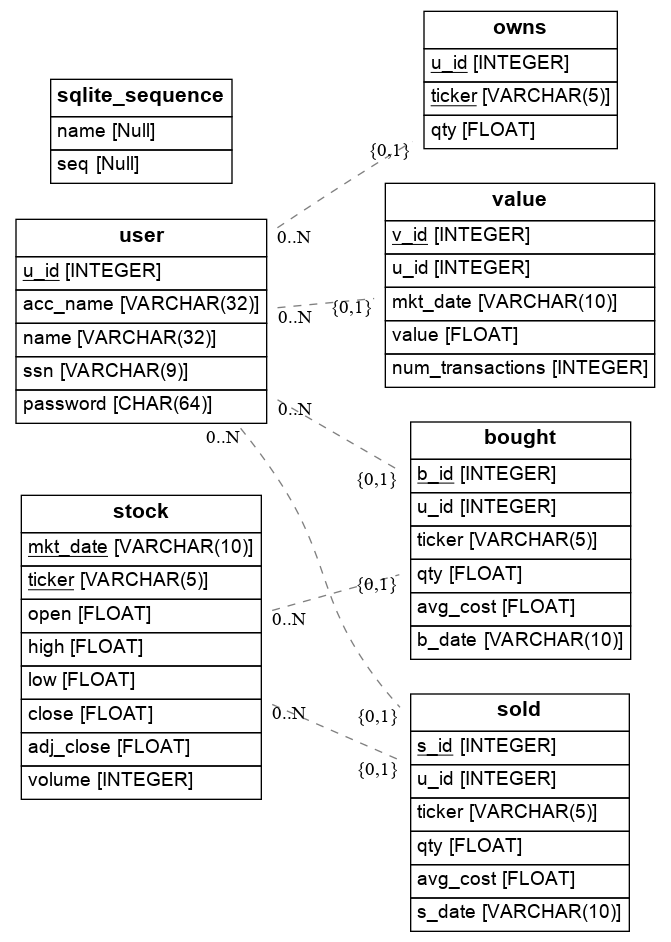 owns
u_id [INTEGER]
ticker [VARCHAR(5)]
qty [FLOAT]
sqlite_sequence
name [Null]
seq [Null]
{0,1}
0..N
value
v_id [INTEGER]
u_id [INTEGER]
mkt_date [VARCHAR(10)]
value [FLOAT]
num_transactions [INTEGER]
user
u_id [INTEGER]
acc_name [VARCHAR(32)]
name [VARCHAR(32)]
ssn [VARCHAR(9)]
password [CHAR(64)]
0..N
{0,1}
0..N
{0,1}
0..N
bought
b_id [INTEGER]
u_id [INTEGER]
ticker [VARCHAR(5)]
qty [FLOAT]
avg_cost [FLOAT]
b_date [VARCHAR(10)]
stock
mkt_date [VARCHAR(10)]
ticker [VARCHAR(5)]
open [FLOAT]
high [FLOAT]
low [FLOAT]
close [FLOAT]
adj_close [FLOAT]
volume [INTEGER]
{0,1}
0..N
0..N
{0,1}
{0,1}
sold
s_id [INTEGER]
u_id [INTEGER]
ticker [VARCHAR(5)]
qty [FLOAT]
avg_cost [FLOAT]
s_date [VARCHAR(10)]